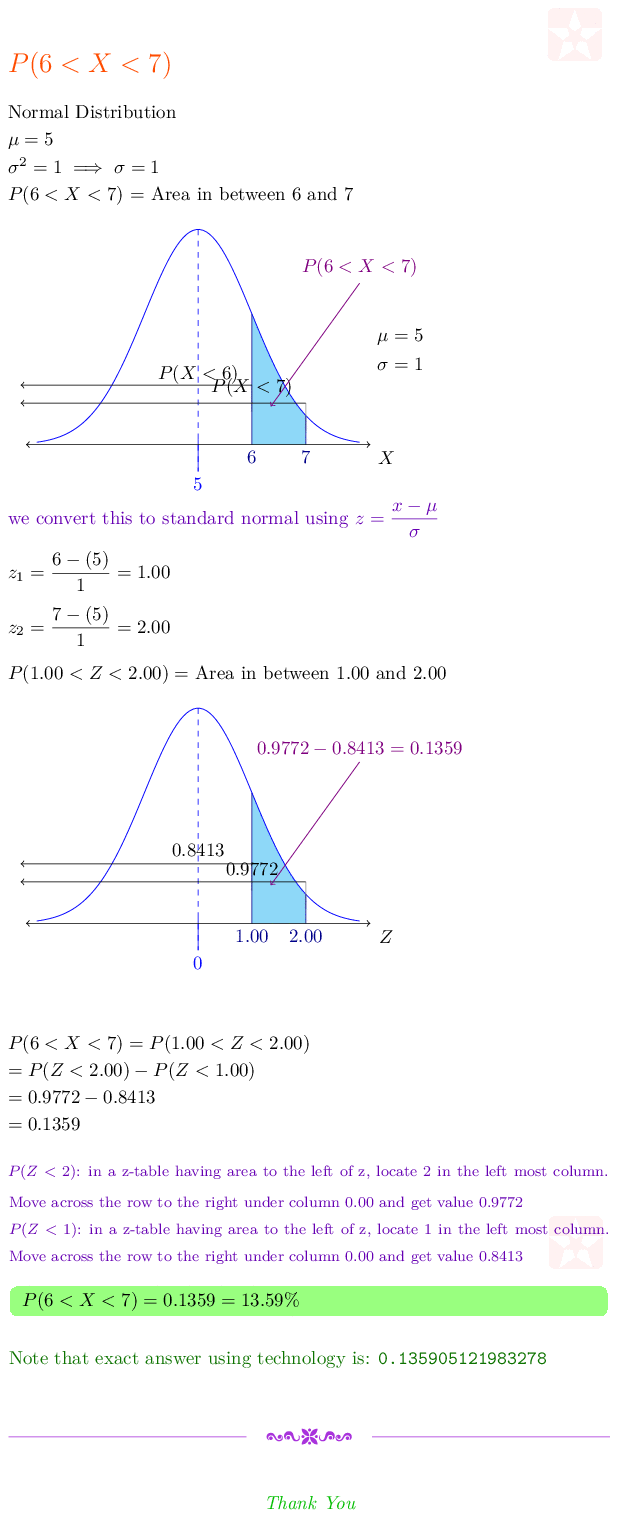 P(6 < X < 7)
Normal Distribution
μ = 5
σ² = 1 ⟹ σ = 1
P(6 < X < 7) = Area in between 6 and 7
P(6 < X < 7)
μ = 5
σ = 1
P(X < 6)
P(X < 7)
6 7 X
5
we convert this to standard normal using z = (x − μ)/σ
z₁ = (6 − (5))/1 = 1.00
z₂ = (7 − (5))/1 = 2.00
P(1.00 < Z < 2.00) = Area in between 1.00 and 2.00
0.9772 − 0.8413 = 0.1359
0.8413
0.9772
1.00 2.00 Z
0
P(6 < X < 7) = P(1.00 < Z < 2.00)
= P(Z < 2.00) − P(Z < 1.00)
= 0.9772 − 0.8413
= 0.1359
P(Z < 2): in a z-table having area to the left of z, locate 2 in the left most column.
Move across the row to the right under column 0.00 and get value 0.9772
P(Z < 1): in a z-table having area to the left of z, locate 1 in the left most column.
Move across the row to the right under column 0.00 and get value 0.8413
P(6 < X < 7) = 0.1359 = 13.59%
Note that exact answer using technology is: 0.135905121983278
Thank You